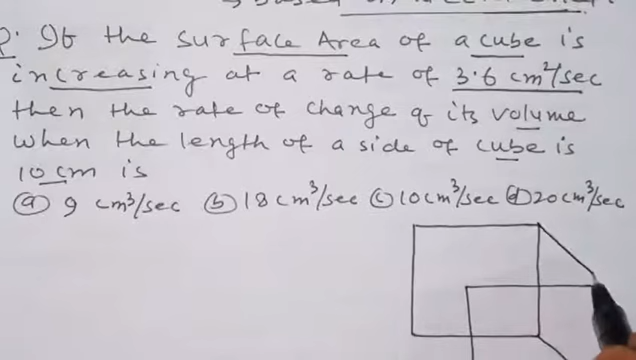 Q: If the surface Area of a cube is
increasing at a rate of 3.6 cm²/sec
then the rate of change of its volume
when the length of a side of cube is
10 cm is
(a) 9 cm³/sec (b) 18 cm³/sec (c) 10 cm³/sec (d) 20 cm³/sec